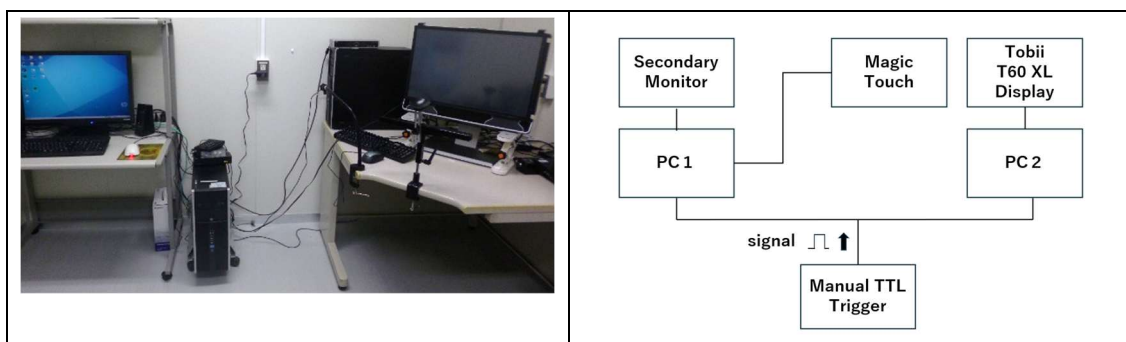 Secondary
Monitor
Magic
Touch
Tobii
T60 XL
Display
PC 1
PC 2
signal
Manual TTL
Trigger